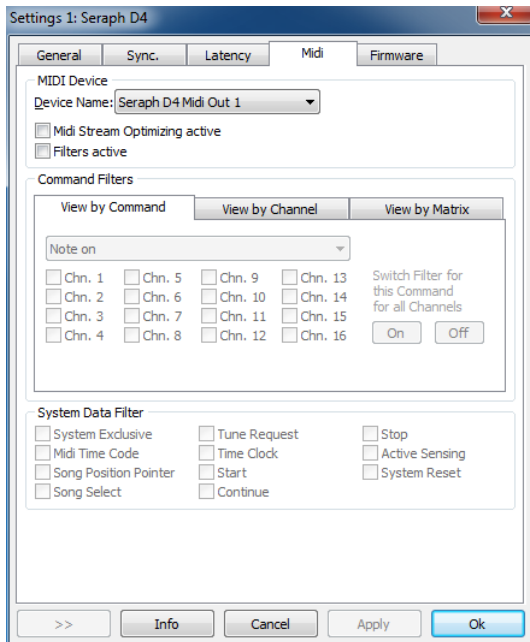 Settings 1: Seraph D4
General Sync. Latency Midi Firmware
MIDI Device
Device Name: Seraph D4 Midi Out 1
Midi Stream Optimizing active
Filters active
Command Filters
View by Command View by Channel View by Matrix
Note on
Chn. 1 Chn. 5 Chn. 9 Chn. 13 Switch Filter for
Chn. 2 Chn. 6 Chn. 10 Chn. 14 this Command
Chn. 3 Chn. 7 Chn. 11 Chn. 15 for all Channels
Chn. 4 Chn. 8 Chn. 12 Chn. 16 On Off
System Data Filter
System Exclusive Tune Request Stop
Midi Time Code Time Clock Active Sensing
Song Position Pointer Start System Reset
Song Select Continue
>> Info Cancel Apply Ok